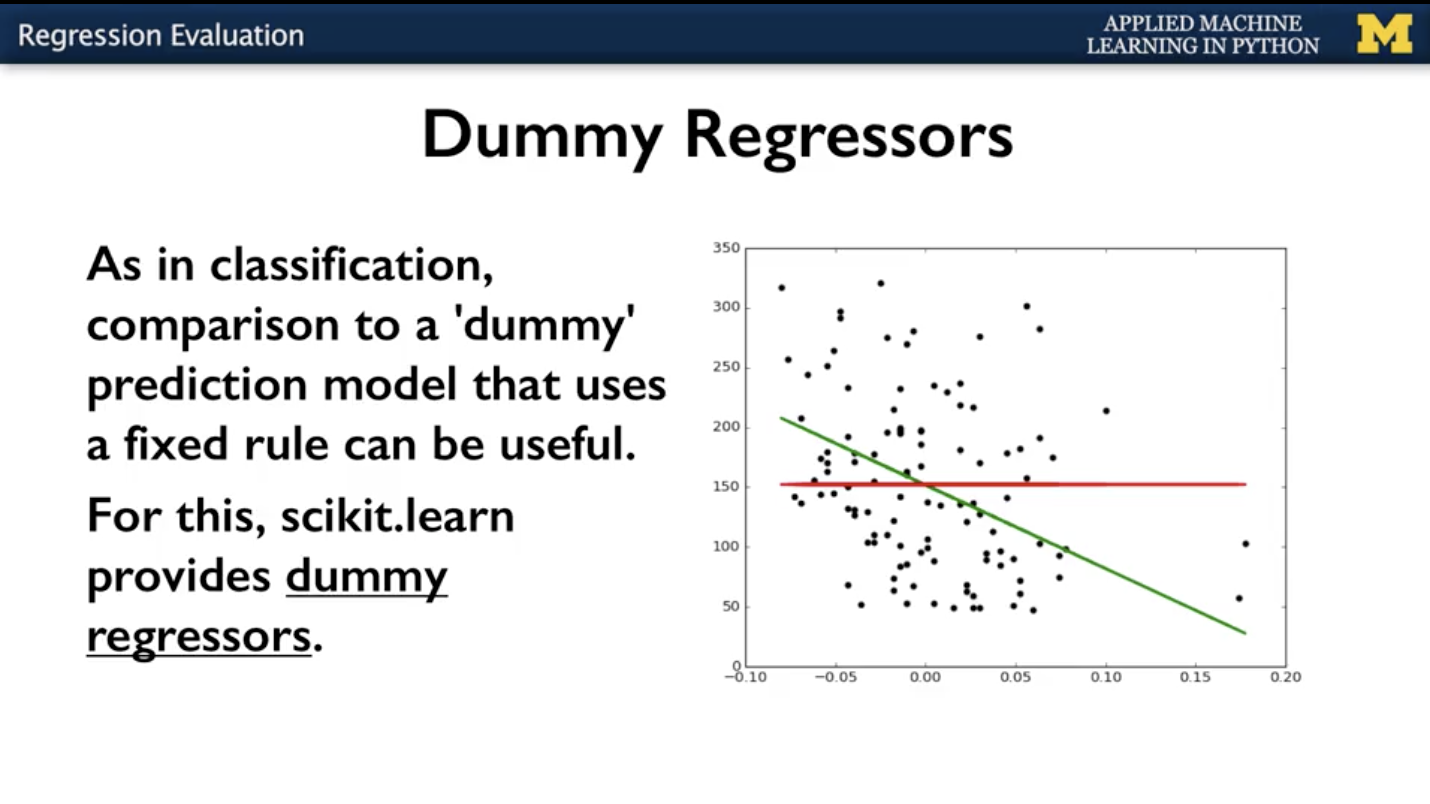 Regression Evaluation
APPLIED MACHINE
LEARNING IN PYTHON
M
Dummy Regressors
As in classification,
comparison to a 'dummy'
prediction model that uses
a fixed rule can be useful.
For this, scikit.learn
provides dummy
regressors.
350
300
250
200
150
100
50
0
−0.10
−0.05
0.00
0.05
0.10
0.15
0.20